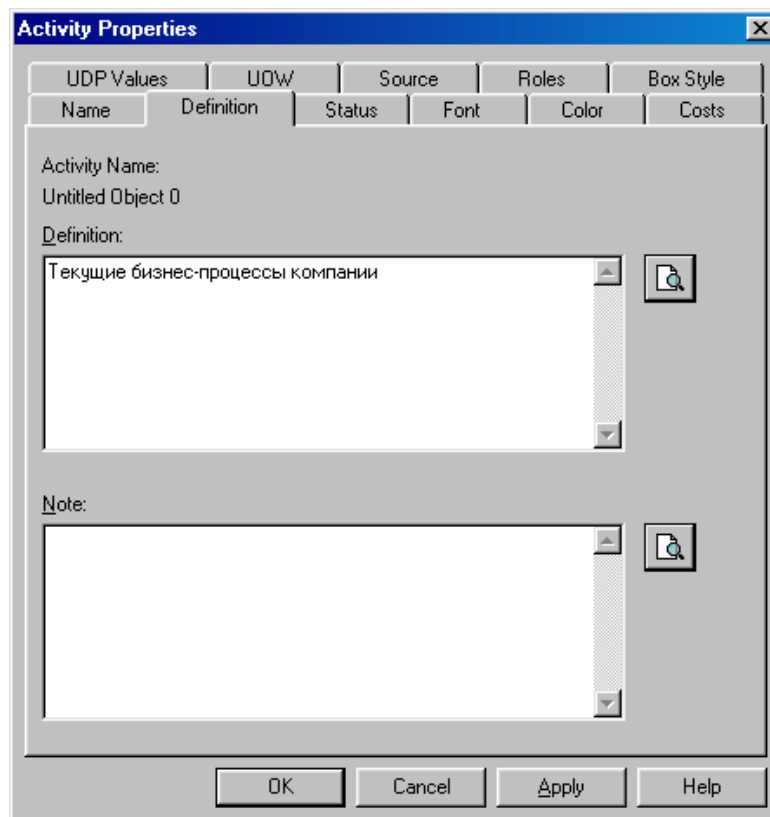 Activity Properties
UDP Values UOW Source Roles Box Style
Name Definition Status Font Color Costs
Activity Name:
Untitled Object 0
Definition:
Текущие бизнес-процессы компании
Note:
OK Cancel Apply Help